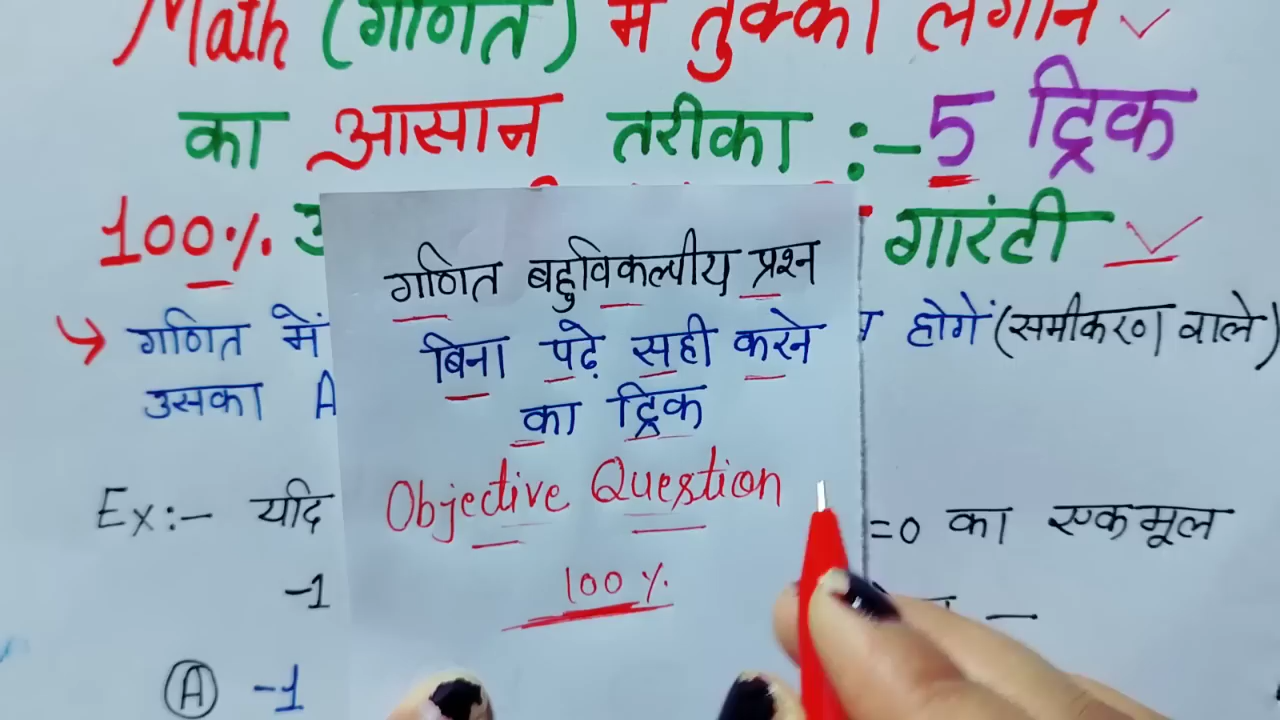 Math (गणित) में तुक्का लगाने
का आसान तरीका :- 5 ट्रिक
100% गारंटी
गणित बहुविकल्पीय प्रश्न
बिना पढ़े सही करने
का ट्रिक
Objective Question
100 %
→ गणित में होगें (समीकरण वाले)
उसका A
Ex:- यदि =0 का एक मूल
-1 —
(A) -1